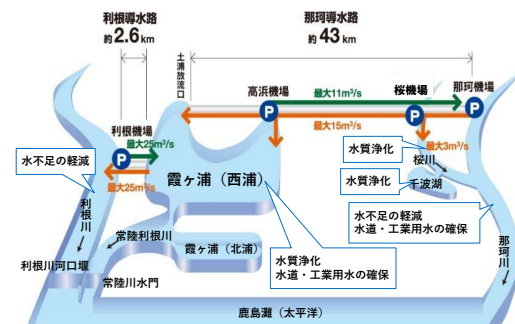 利根導水路
約2.6km
那珂導水路
約43km
土浦放流口
高浜機場
最大11m³/s
桜機場
那珂機場
P
P
P
最大15m³/s
利根機場
最大25m³/s
P
最大25m³/s
水不足の軽減
水質浄化
最大3m³/s
桜川
水質浄化
千波湖
霞ヶ浦（西浦）
水不足の軽減
水道・工業用水の確保
利根川
常陸利根川
霞ヶ浦（北浦）
水質浄化
水道・工業用水の確保
那珂川
利根川河口堰
常陸川水門
鹿島灘（太平洋）